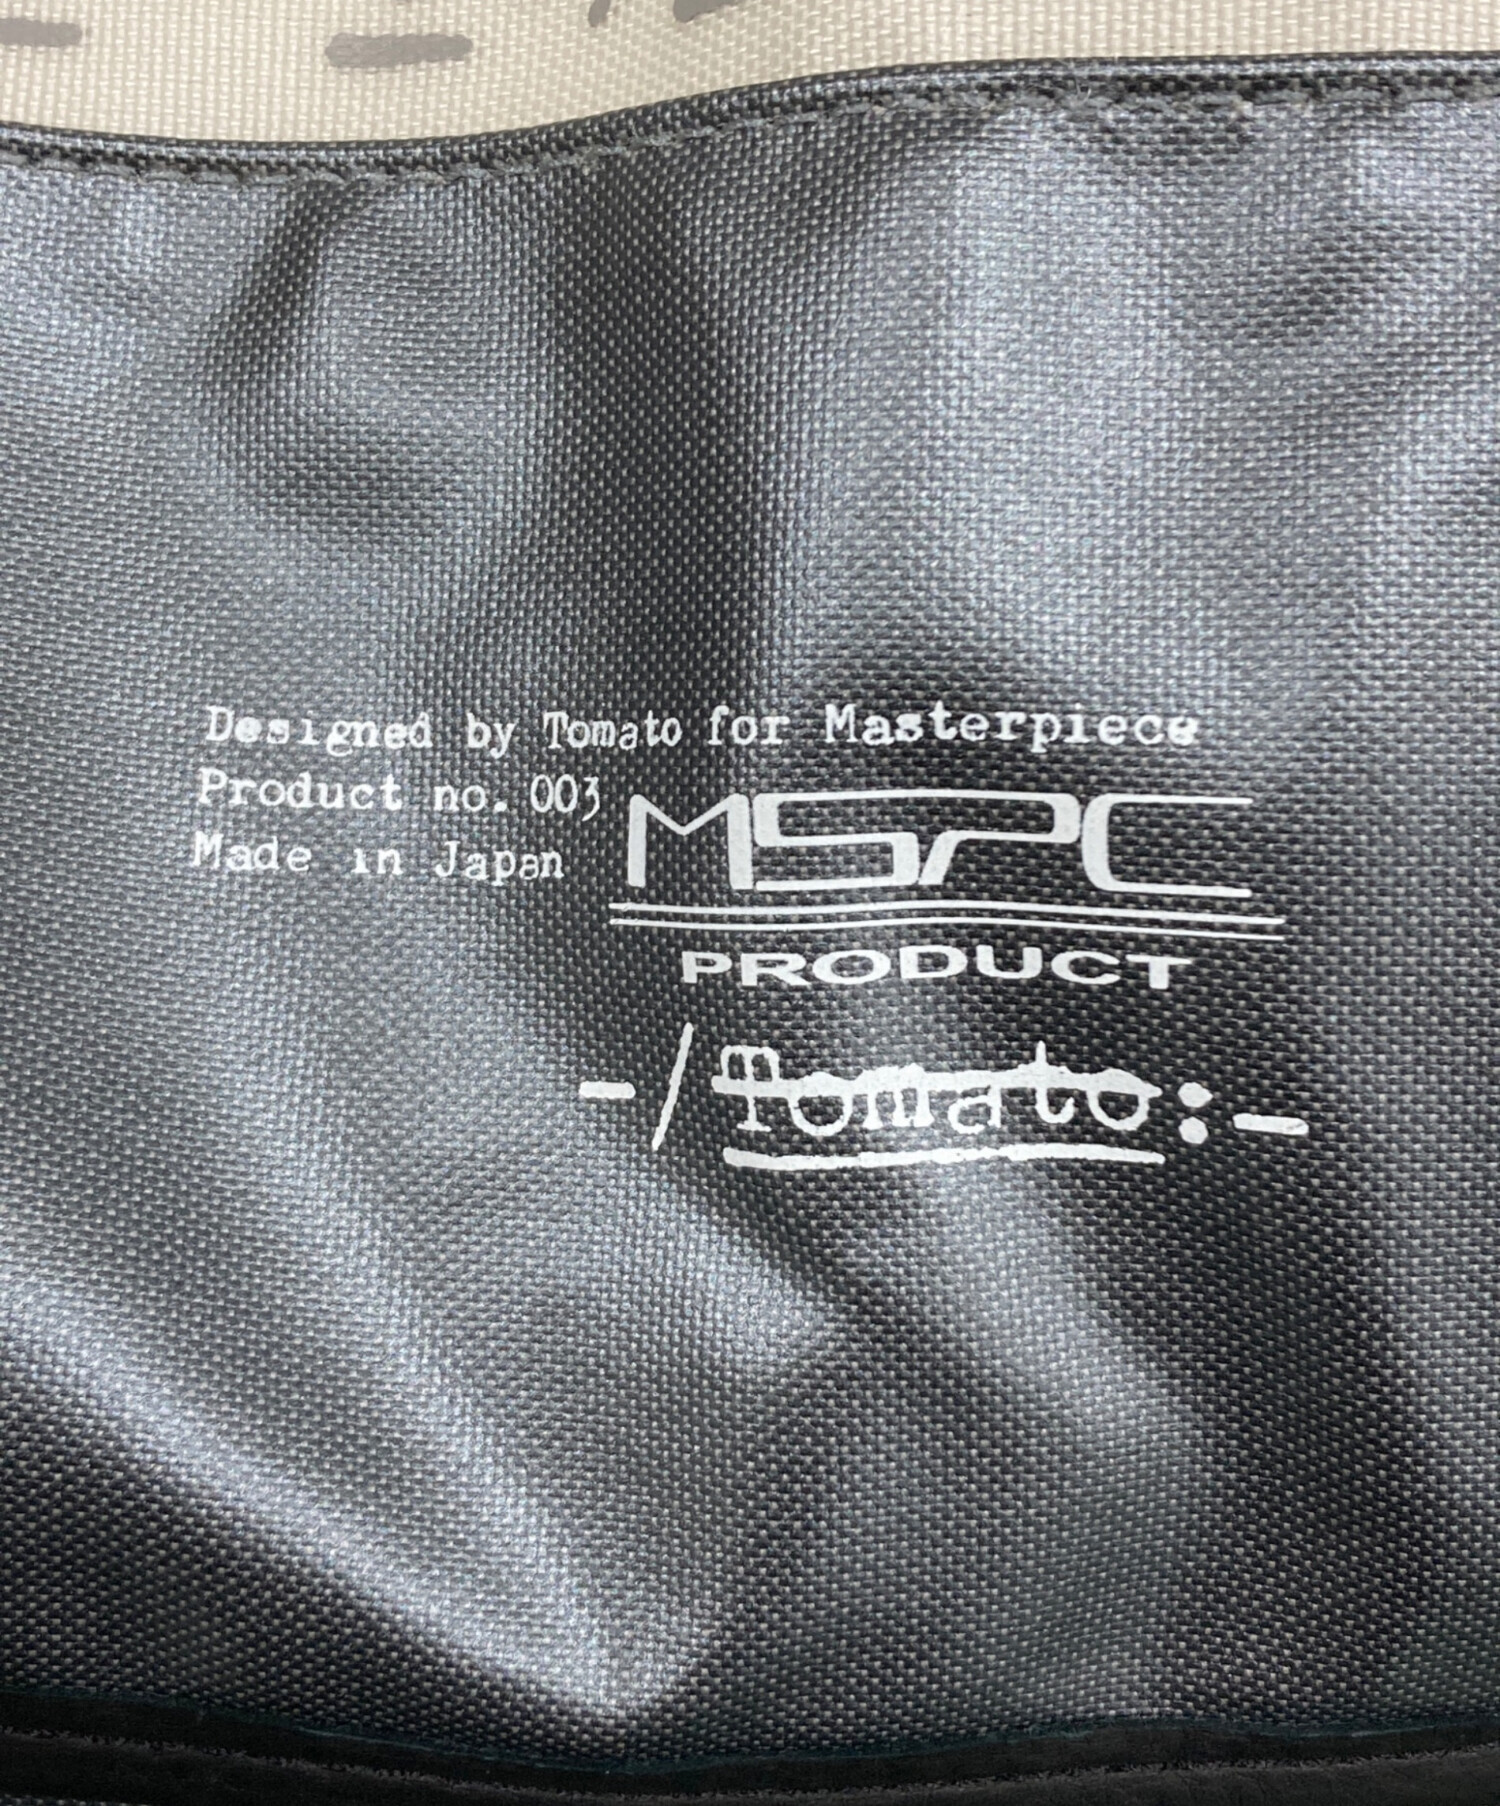 Designed by Tomato for Masterpiece
Product no. 003
Made in Japan
MSPC
PRODUCT
-/Tomato:-